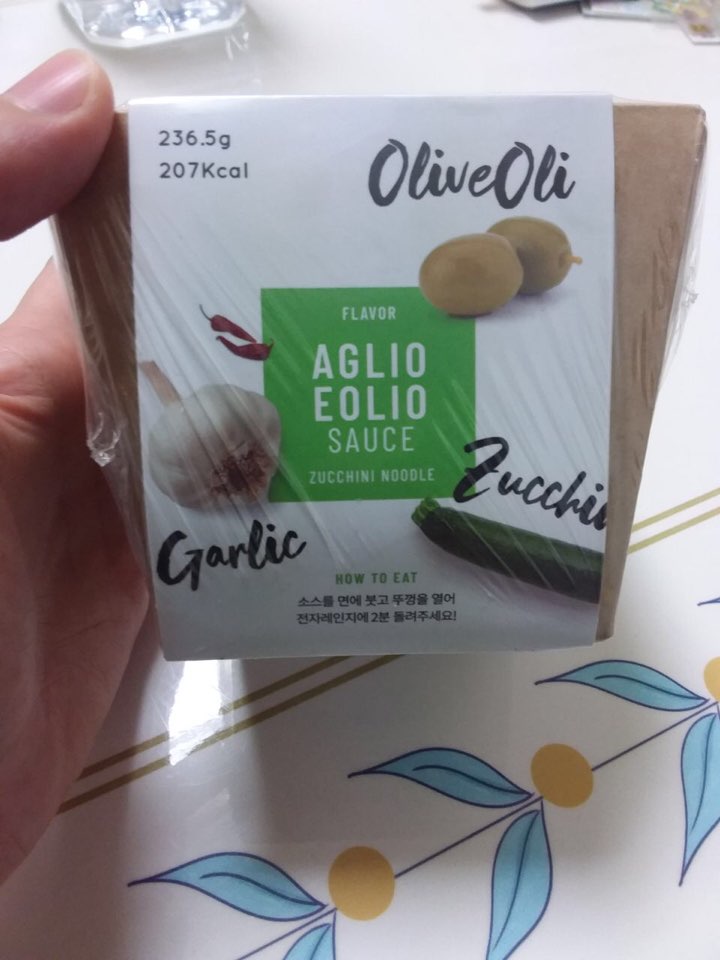 236.5g
207Kcal
OliveOli
FLAVOR
AGLIO
EOLIO
SAUCE
ZUCCHINI NOODLE
Garlic
HOW TO EAT
소스를 면에 붓고 뚜껑을 열어
전자레인지에 2분 돌려주세요!